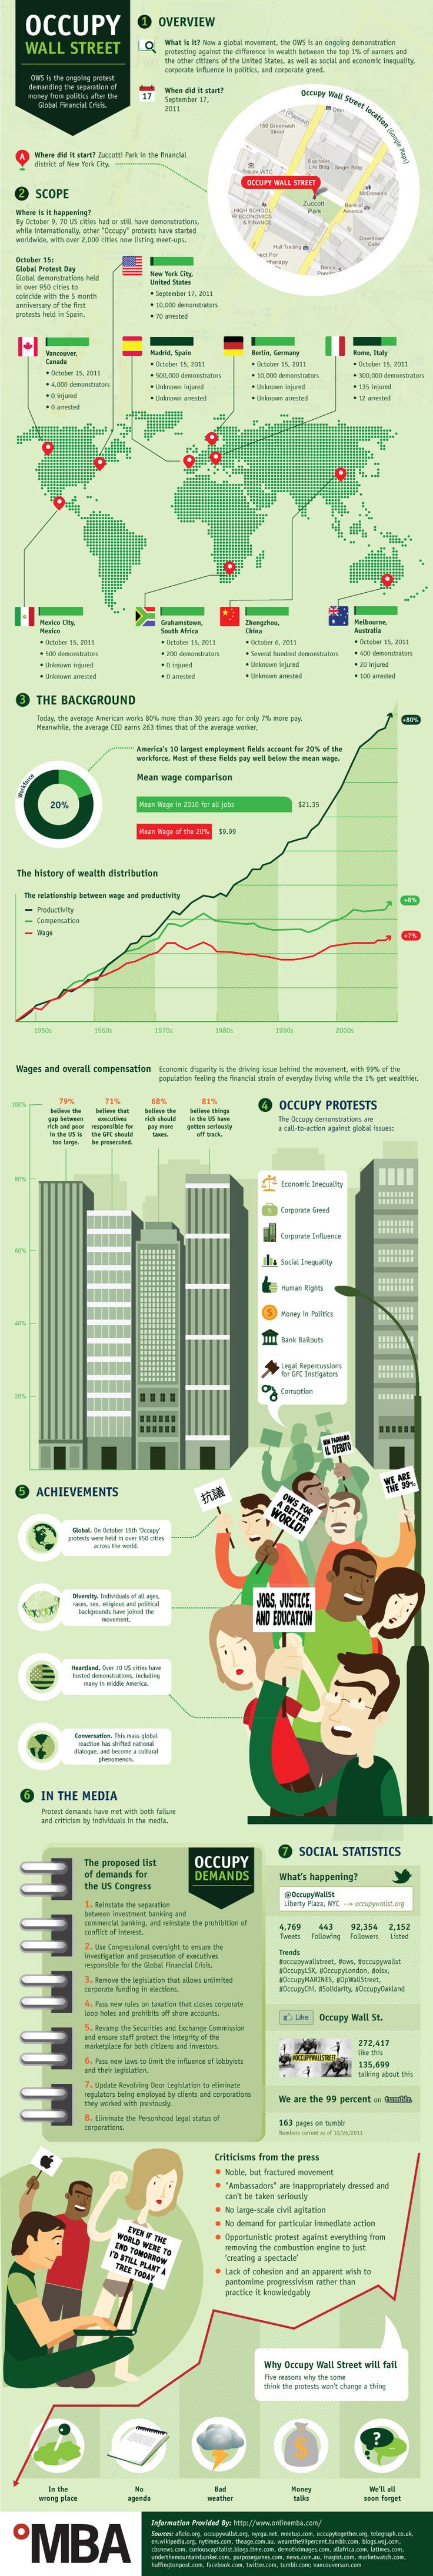 OCCUPY
WALL STREET
OWS is the ongoing protest
demanding the separation of
money from politics after the
Global Financial Crisis.
1 OVERVIEW
What is it? Now a global movement, the OWS is an ongoing demonstration
protesting against the difference in wealth between the top 1% of earners and
the other citizens of the United States, as well as social and economic inequality,
corporate influence in politics, and corporate greed.
17
When did it start?
September 17,
2011
Occupy Wall Street location (Google Maps)
A
Where did it start? Zuccotti Park in the financial
district of New York City.
150 Greenwich
Street
Equitable
Life Bldg
Singer Bldg
Tribute WTC
OCCUPY WALL STREET
McDonald's
HIGH SCHOOL
ECONOMICS
& FINANCE
Zuccotti
Park
Bank of
America
Hull Trading
Downtown
2 SCOPE
Where is it happening?
By October 9, 70 US cities had or still have demonstrations,
while internationally, other "Occupy" protests have started
worldwide, with over 2,000 cities now listing meet-ups.
October 15:
Global Protest Day
Global demonstrations held
in over 950 cities to
coincide with the 5 month
anniversary of the first
protests held in Spain.
New York City,
United States
• September 17, 2011
• 10,000 demonstrators
• 70 arrested
Vancouver,
Canada
• October 15, 2011
• 4,000 demonstrators
• 0 injured
• 0 arrested
Madrid, Spain
• October 15, 2011
• 500,000 demonstrators
• Unknown injured
• Unknown arrested
Berlin, Germany
• October 15, 2011
• 10,000 demonstrators
• Unknown injured
• Unknown arrested
Rome, Italy
• October 15, 2011
• 300,000 demonstrators
• 135 injured
• 12 arrested
Mexico City,
Mexico
• October 15, 2011
• 500 demonstrators
• Unknown injured
• Unknown arrested
Grahamstown,
South Africa
• October 15, 2011
• 200 demonstrators
• 0 injured
• 0 arrested
Zhengzhou,
China
• October 6, 2011
• Several hundred demonstrators
• Unknown injured
• Unknown arrested
Melbourne,
Australia
• October 15, 2011
• 400 demonstrators
• 20 injured
• 100 arrested
3 THE BACKGROUND
Today, the average American works 80% more than 30 years ago for only 7% more pay.
Meanwhile, the average CEO earns 263 times that of the average worker,
+80%
America's 10 largest employment fields account for 20% of the
workforce. Most of these fields pay well below the mean wage.
Workforce
20%
Mean wage comparison
Mean Wage in 2010 for all jobs $21.35
Mean Wage of the 20% $9.99
The history of wealth distribution
The relationship between wage and productivity
Productivity
Compensation
Wage
+8%
+7%
1950s 1960s 1970s 1980s 1990s 2000s
Wages and overall compensation
Economic disparity is the driving issue behind the movement, with 99% of the
population feeling the financial strain of everyday living while the 1% get wealthier.
100%
80%
60%
40%
20%
79%
believe the
gap between
rich and poor
in the US is
too large.
71%
believe that
executives
responsible for
the GFC should
be prosecuted.
68%
believe the
rich should
pay more
taxes.
81%
believe things
in the US have
gotten seriously
off track.
4 OCCUPY PROTESTS
The Occupy demonstrations are
a call-to-action against global issues:
Economic Inequality
Corporate Greed
Corporate Influence
Social Inequality
Human Rights
Money in Politics
Bank Bailouts
Legal Repercussions
for GFC Instigators
Corruption
IL DEBITO
WE ARE
THE 99%
抗議
OWS FOR
A BETTER
WORLD!
JOBS, JUSTICE,
AND EDUCATION
5 ACHIEVEMENTS
Global. On October 15th 'Occupy'
protests were held in over 950 cities
across the world.
Diversity. Individuals of all ages,
races, sex, religious and political
backgrounds have joined the
movement.
Heartland. Over 70 US cities have
hosted demonstrations, including
many in middle America.
Conversation. This mass global
reaction has shifted national
dialogue, and become a cultural
phenomenon.
6 IN THE MEDIA
Protest demands have met with both failure
and criticism by individuals in the media.
The proposed list
of demands for
the US Congress
OCCUPY
DEMANDS
1. Reinstate the separation
between investment banking and
commercial banking, and reinstate the prohibition of
conflict of interest.
2. Use Congressional oversight to ensure the
investigation and prosecution of executives
responsible for the Global Financial Crisis.
3. Remove the legislation that allows unlimited
corporate funding in elections.
4. Pass new rules on taxation that closes corporate
loop holes and prohibits off shore accounts.
5. Revamp the Securities and Exchange Commission
and ensure staff protect the integrity of the
marketplace for both citizens and investors.
6. Pass new laws to limit the influence of lobbyists
and their legislation.
7. Update Revolving Door Legislation to eliminate
regulators being employed by clients and corporations
they worked with previously.
8. Eliminate the Personhood legal status of
corporations.
7 SOCIAL STATISTICS
What's happening?
@OccupyWallSt
Liberty Plaza, NYC --> occupywallst.org
4,769 443 92,354 2,152
Tweets Following Followers Listed
Trends
#occupywallstreet, #ows, #occupywallst
#OccupyLSX, #OccupyLondon, #olsx,
#OccupyMARINES, #OpWallStreet,
#OccupyChi, #Solidarity, #OccupyOakland
Like Occupy Wall St.
#OCCUPYWALLSTREET
272,417
like this
135,699
talking about this
We are the 99 percent on tumblr.
163 pages on tumblr
Numbers current as of 10/26/2011
EVEN IF THE
WORLD WERE TO
END TOMORROW
I'D STILL PLANT A
TREE TODAY
Criticisms from the press
• Noble, but fractured movement
• "Ambassadors" are inappropriately dressed and
can't be taken seriously
• No large-scale civil agitation
• No demand for particular immediate action
• Opportunistic protest against everything from
removing the combustion engine to just
'creating a spectacle'
• Lack of cohesion and an apparent wish to
pantomime progressivism rather than
practice it knowledgably
Why Occupy Wall Street will fail
Five reasons why the some
think the protests won't change a thing
In the
wrong place
No
agenda
Bad
weather
Money
talks
We'll all
soon forget
MBA
Information Provided By: http://www.onlinemba.com/
Sources: aflcio.org, occupywallst.org, nycga.net, meetup.com, occupytogether.org, telegraph.co.uk,
en.wikipedia.org, nytimes.com, theage.com.au, wearethe99percent.tumblr.com, blogs.wsj.com,
cbsnews.com, curiouscapitalist.blogs.time.com, demotiximages.com, allafrica.com, latimes.com,
underthemountainbunker.com, purposegames.com, news.com.au, inagist.com, marketwatch.com,
huffingtonpost.com, facebook.com, twitter.com, tumblr.com; vancouversun.com